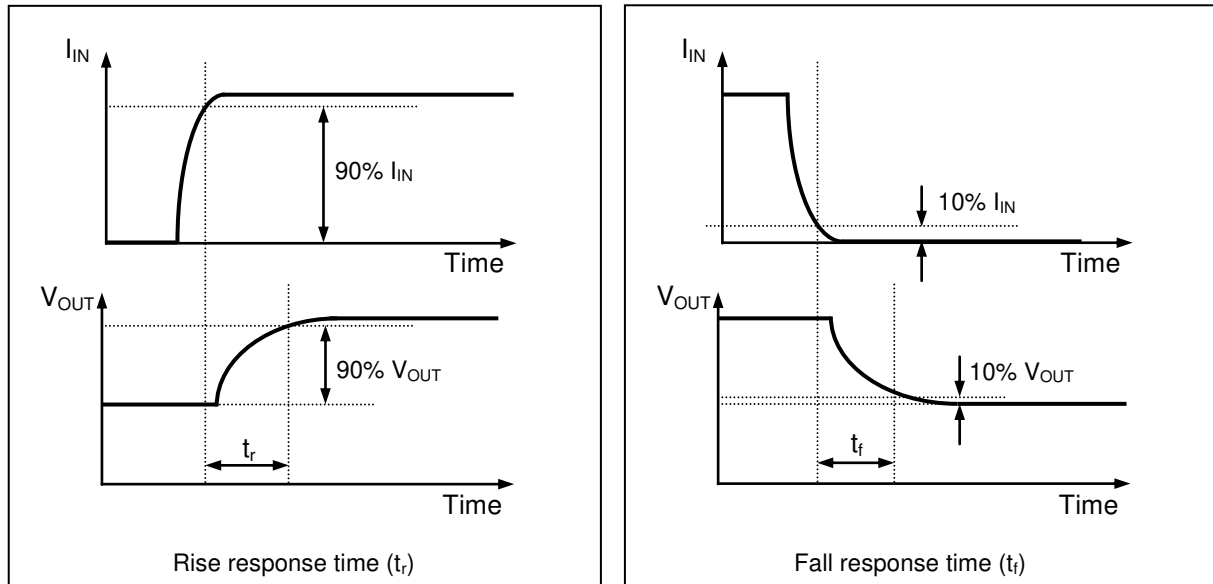 I_IN
90% I_IN
Time
V_OUT
90% V_OUT
t_r
Time
Rise response time (t_r)
I_IN
10% I_IN
Time
V_OUT
10% V_OUT
t_f
Time
Fall response time (t_f)